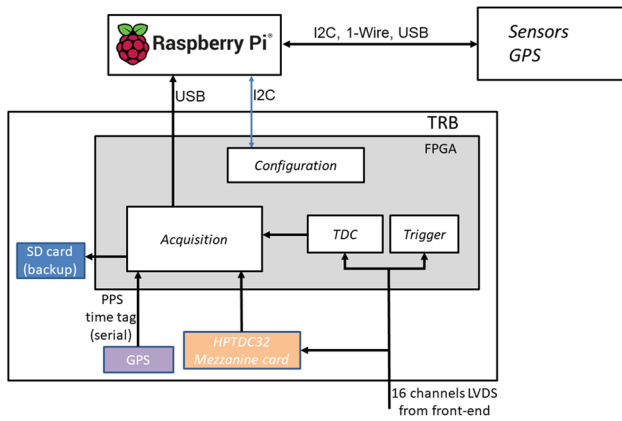 Raspberry Pi®
I2C, 1-Wire, USB
Sensors
GPS
USB
I2C
TRB
FPGA
Configuration
Acquisition
TDC
Trigger
SD card
(backup)
PPS
time tag
(serial)
GPS
HPTDC32
Mezzanine card
16 channels LVDS
from front-end